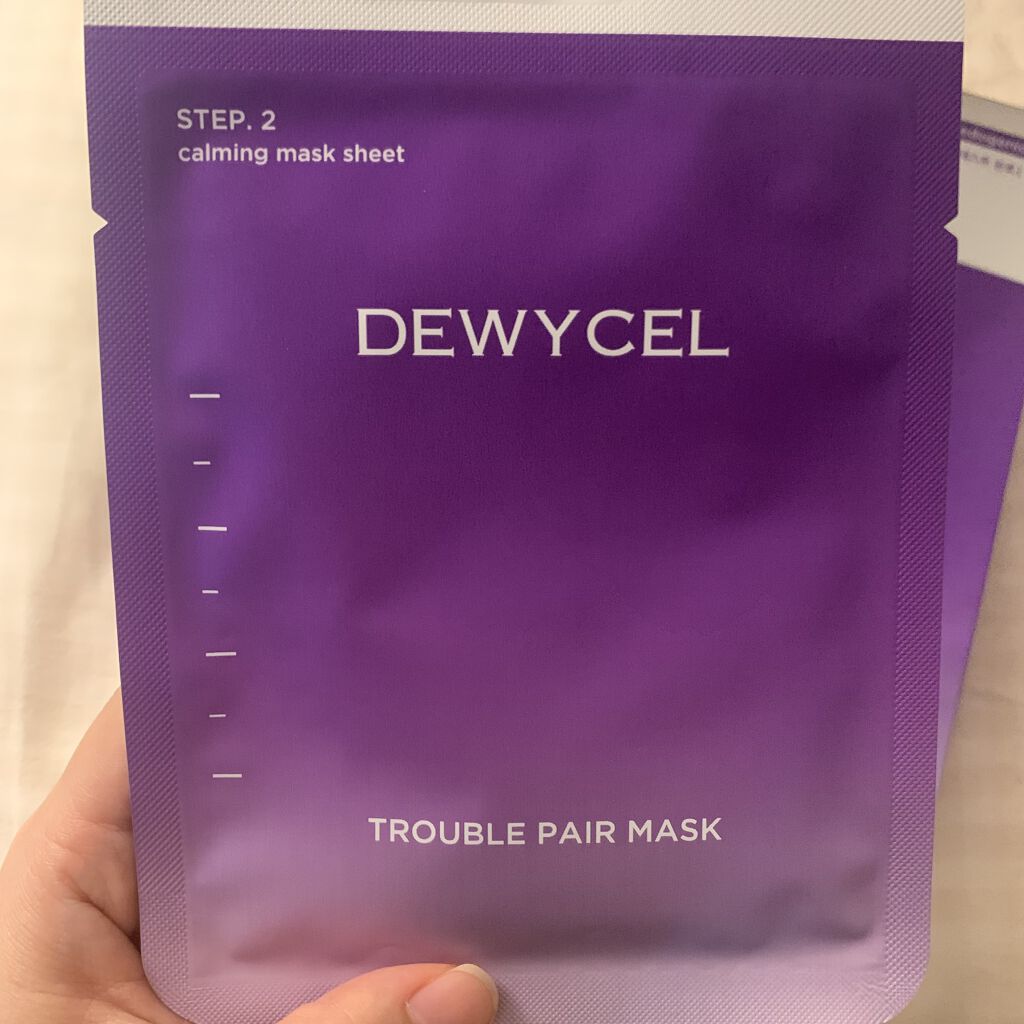 STEP. 2
calming mask sheet
DEWYCEL
TROUBLE PAIR MASK